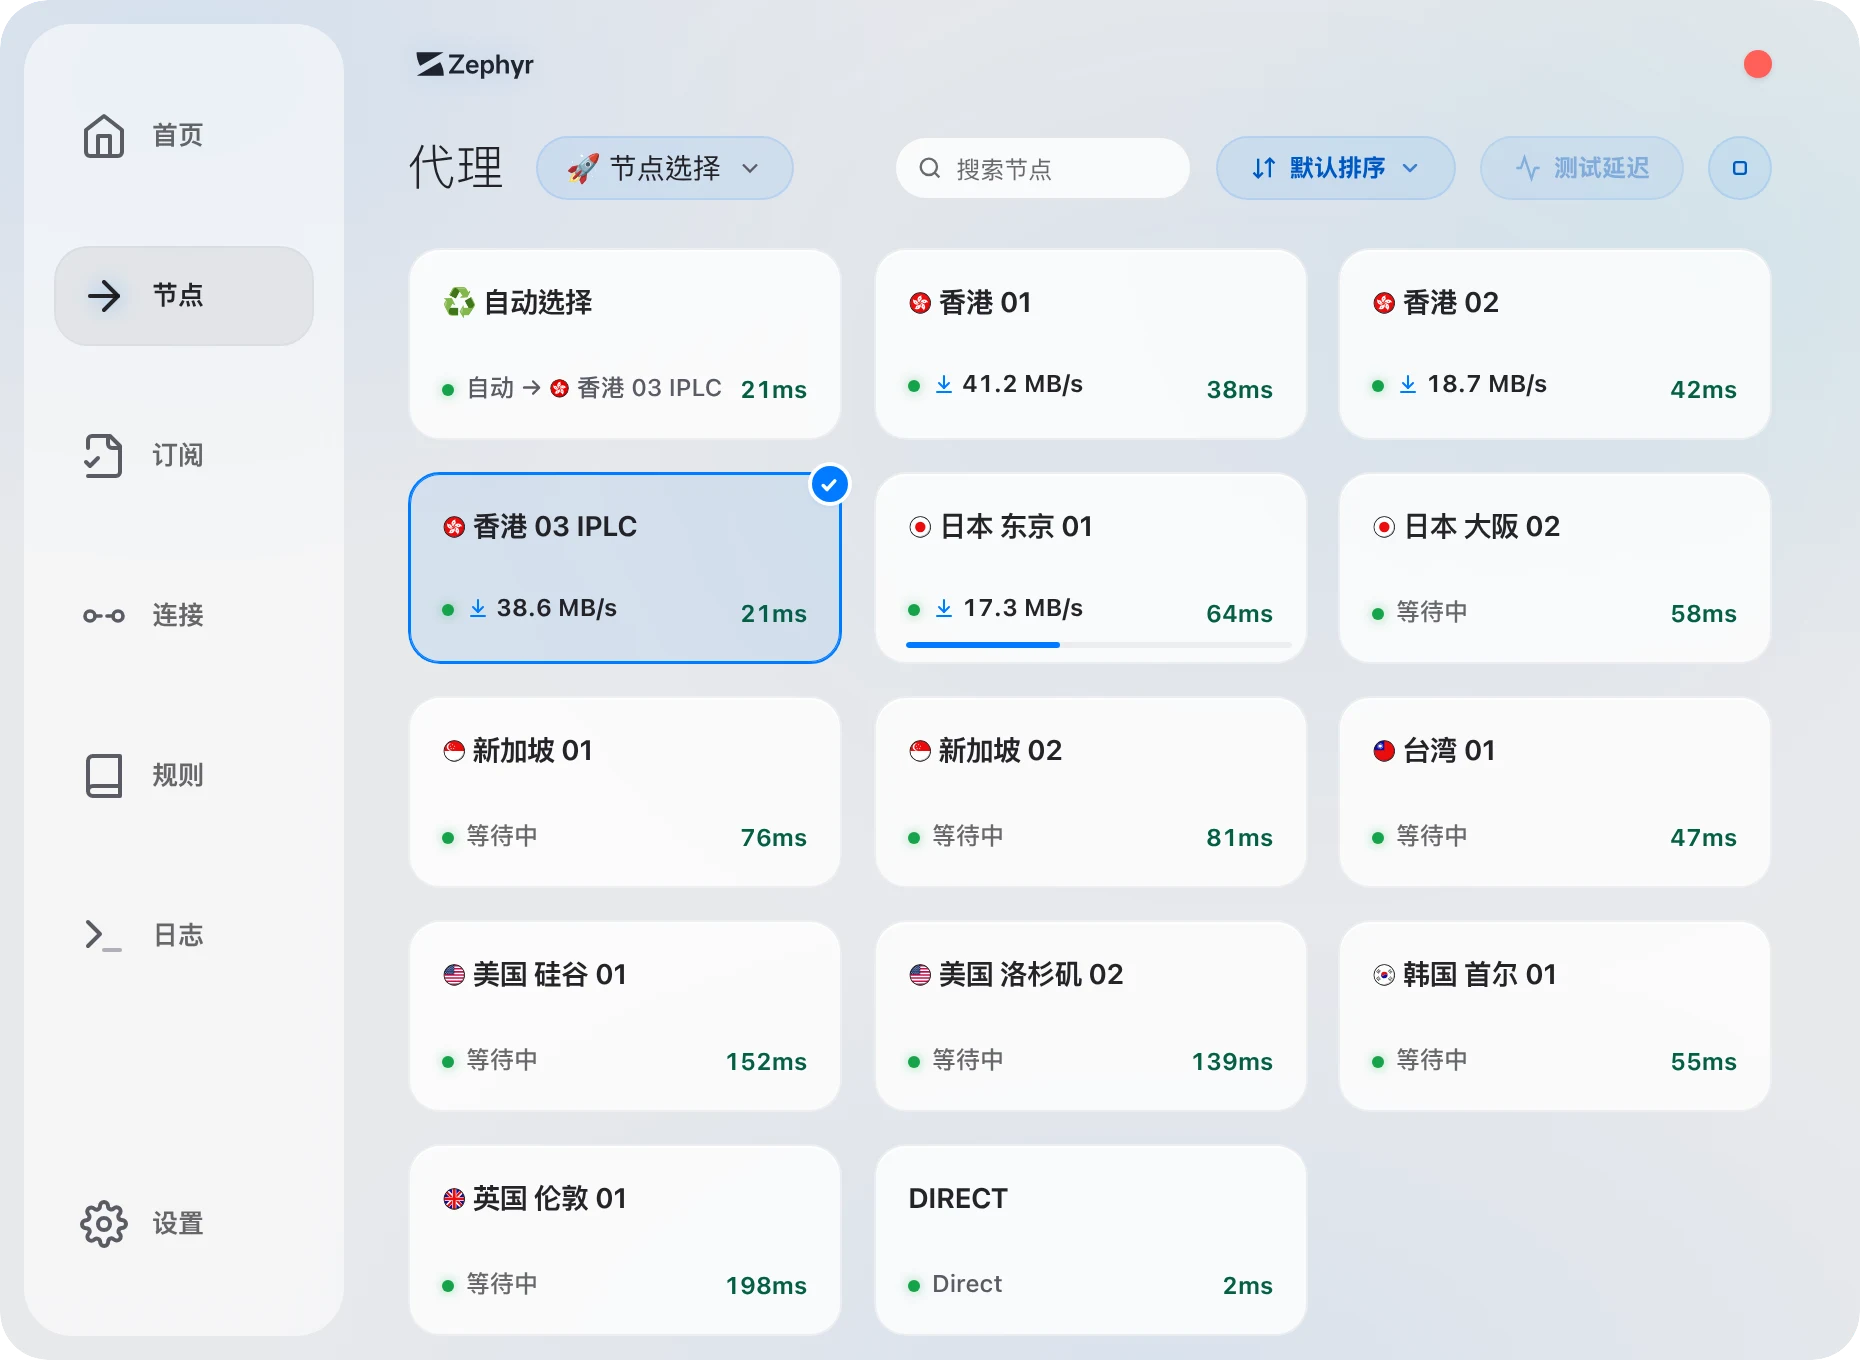 Zephyr
首页
节点
订阅
连接
规则
日志
设置
代理
🚀 节点选择
搜索节点
默认排序
测试延迟
♻️ 自动选择
自动 → 🇭🇰 香港 03 IPLC 21ms
🇭🇰 香港 01
41.2 MB/s 38ms
🇭🇰 香港 02
18.7 MB/s 42ms
🇭🇰 香港 03 IPLC
38.6 MB/s 21ms
🇯🇵 日本 东京 01
17.3 MB/s 64ms
🇯🇵 日本 大阪 02
等待中 58ms
🇸🇬 新加坡 01
等待中 76ms
🇸🇬 新加坡 02
等待中 81ms
🇹🇼 台湾 01
等待中 47ms
🇺🇸 美国 硅谷 01
等待中 152ms
🇺🇸 美国 洛杉矶 02
等待中 139ms
🇰🇷 韩国 首尔 01
等待中 55ms
🇬🇧 英国 伦敦 01
等待中 198ms
DIRECT
Direct 2ms